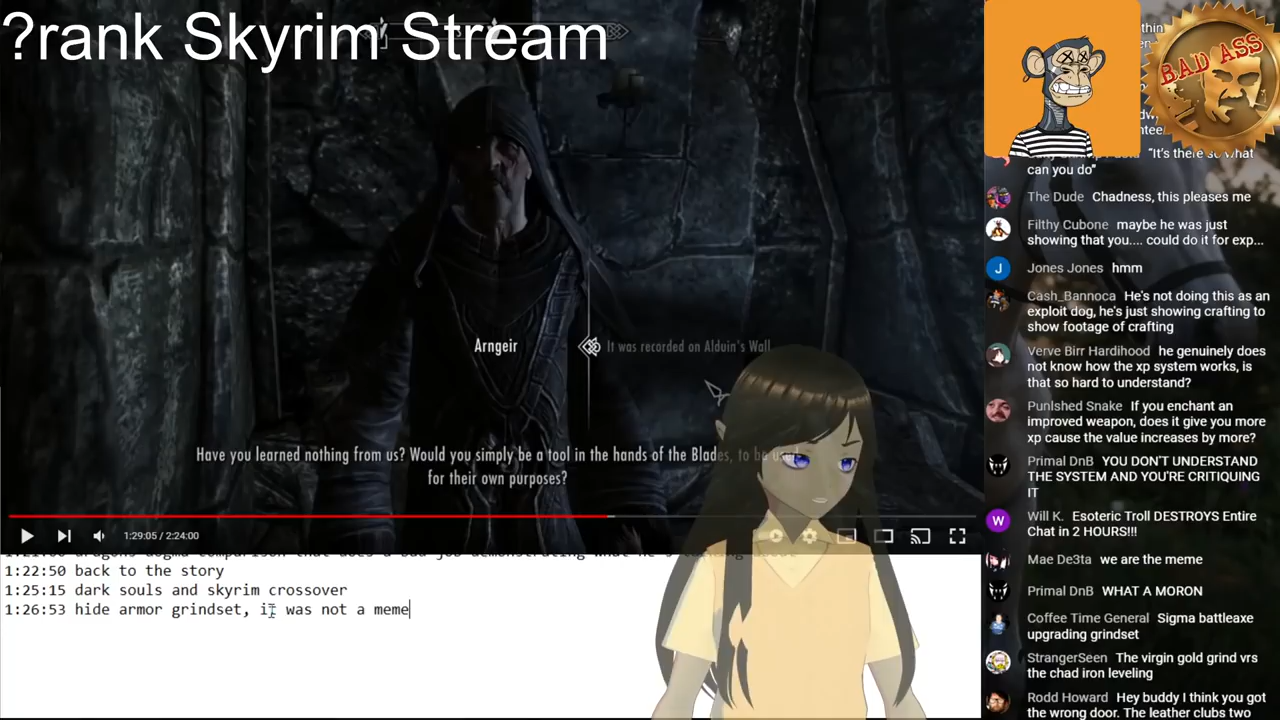 ?rank Skyrim Stream
BAD ASS
"It's there so what
can you do"
The Dude Chadness, this pleases me
Filthy Cubone maybe he was just
showing that you.... could do it for exp...
Jones Jones hmm
Cash_Bannoca He's not doing this as an
exploit dog, he's just showing crafting to
show footage of crafting
Verve Birr Hardihood he genuinely does
not know how the xp system works, is
that so hard to understand?
Punlshed Snake If you enchant an
improved weapon, does it give you more
xp cause the value increases by more?
Primal DnB YOU DON'T UNDERSTAND
THE SYSTEM AND YOU'RE CRITIQUING
IT
Will K. Esoteric Troll DESTROYS Entire
Chat in 2 HOURS!!!
Mae De3ta we are the meme
Primal DnB WHAT A MORON
Coffee Time General Sigma battleaxe
upgrading grindset
StrangerSeen The virgin gold grind vrs
the chad iron leveling
Rodd Howard Hey buddy I think you got
the wrong door. The leather clubs two
Arngeir
It was recorded on Alduin's Wall
Have you learned nothing from us? Would you simply be a tool in the hands of the Blades, to be used
for their own purposes?
1:29:05 / 2:24:00
1:22:50 back to the story
1:25:15 dark souls and skyrim crossover
1:26:53 hide armor grindset, it was not a meme